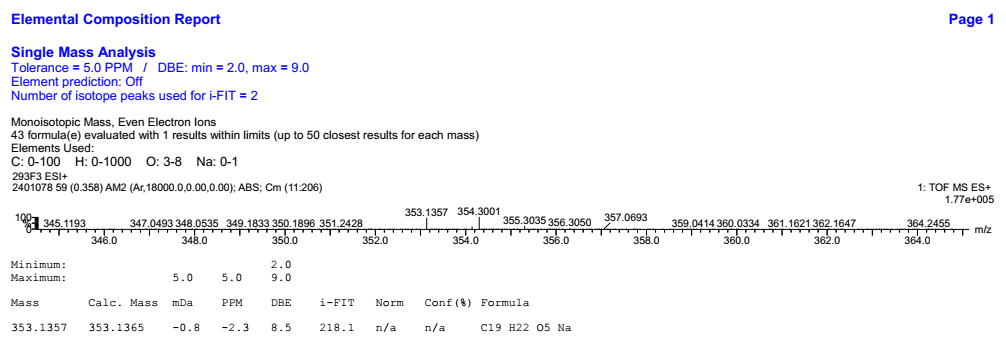 Elemental Composition Report Page 1
Single Mass Analysis
Tolerance = 5.0 PPM / DBE: min = 2.0, max = 9.0
Element prediction: Off
Number of isotope peaks used for i-FIT = 2
Monoisotopic Mass, Even Electron Ions
43 formula(e) evaluated with 1 results within limits (up to 50 closest results for each mass)
Elements Used:
C: 0-100 H: 0-1000 O: 3-8 Na: 0-1
293F3 ESI+
2401078 59 (0.358) AM2 (Ar,18000.0,0.00,0.00); ABS; Cm (11:206)
1: TOF MS ES+
1.77e+005
100
%
0
345.1193 347.0493 348.0535 349.1833 350.1896 351.2428 353.1357 354.3001 355.3035 356.3050 357.0693 359.0414 360.0334 361.1621 362.1647 364.2455
m/z
346.0 348.0 350.0 352.0 354.0 356.0 358.0 360.0 362.0 364.0
Minimum: 2.0
Maximum: 5.0 5.0 9.0
Mass Calc. Mass mDa PPM DBE i-FIT Norm Conf(%) Formula
353.1357 353.1365 -0.8 -2.3 8.5 218.1 n/a n/a C19 H22 O5 Na